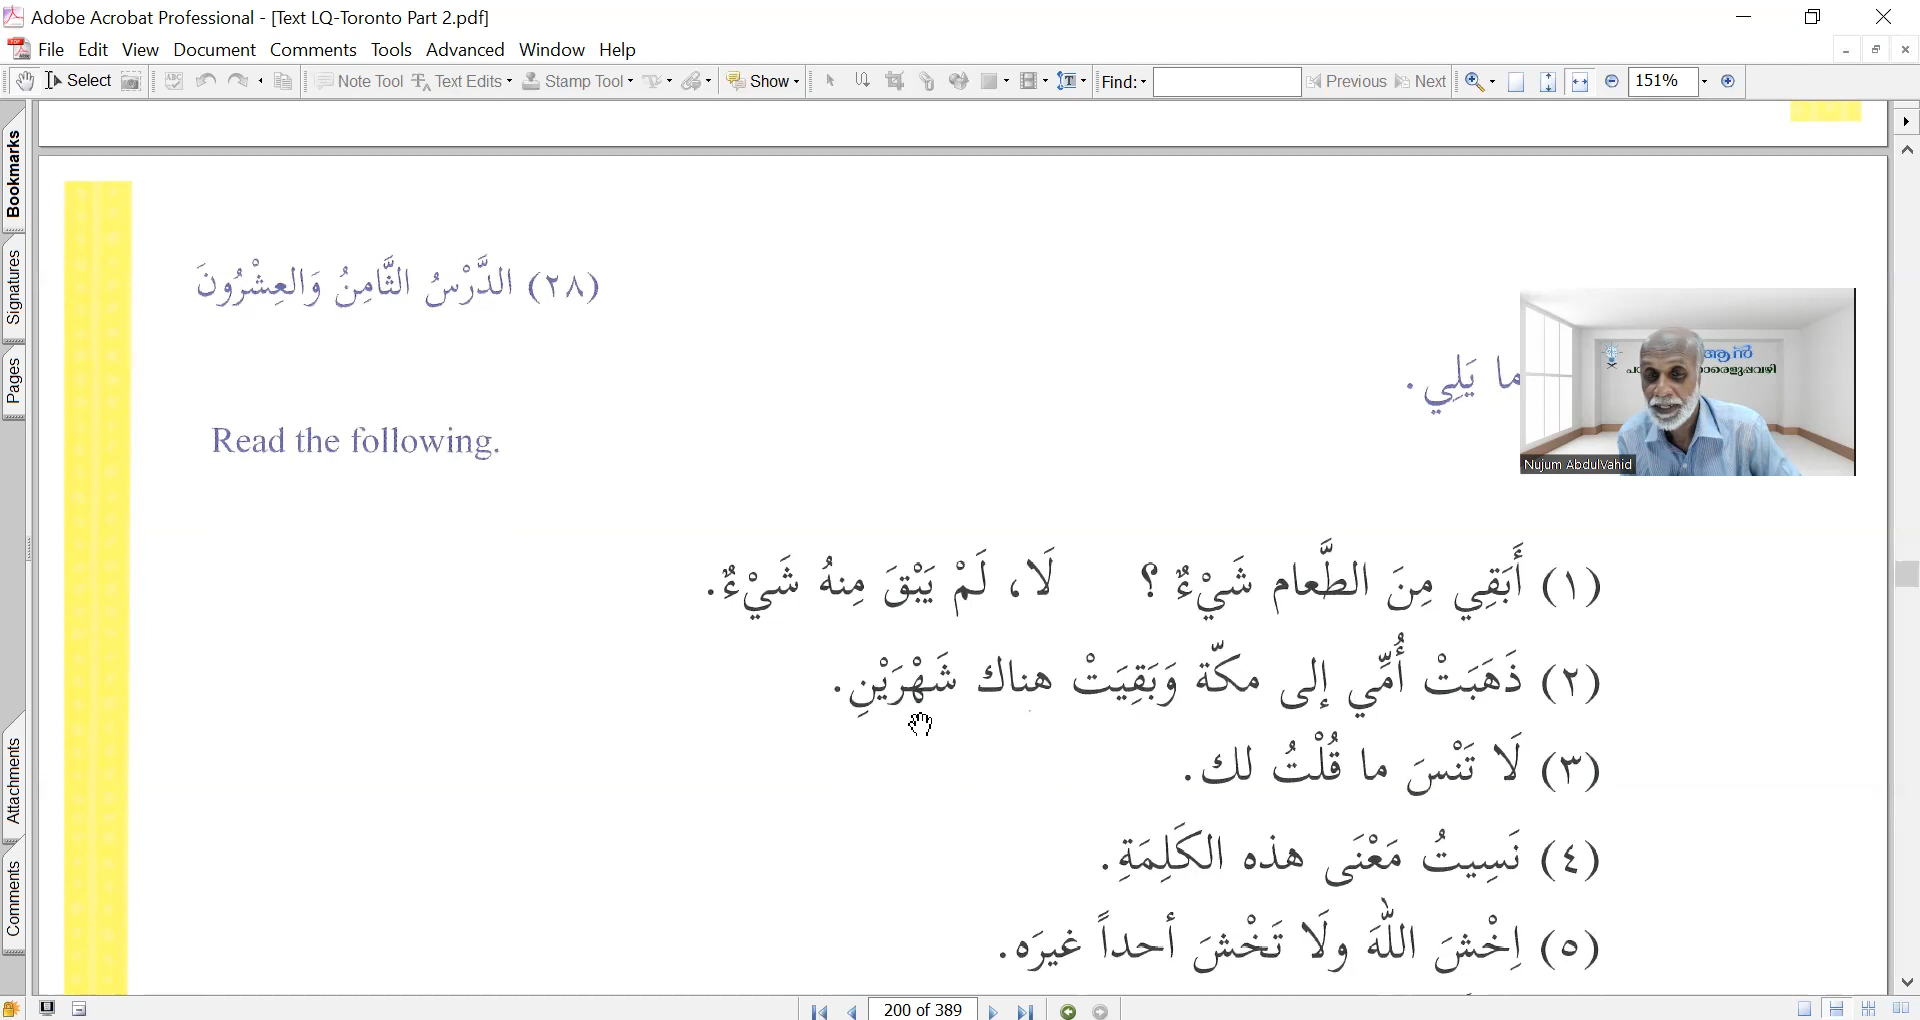 Adobe Acrobat Professional - [Text LQ-Toronto Part 2.pdf]
File Edit View Document Comments Tools Advanced Window Help
Select Note Tool Text Edits Stamp Tool Show Find: Previous Next 151%
Bookmarks
Signatures
Pages
Attachments
Comments
(٢٨) الدَّرْسُ الثَّامِنُ وَالعِشْرُونَ
ما يَلِي .
Read the following.
Nujum AbdulVahid
(١) أَبَقِي مِنَ الطَّعام شَيْءٌ ؟ لَا، لَمْ يَبْقَ مِنهُ شَيْءٌ.
(٢) ذَهَبَتْ أُمِّي إلى مكّة وَبَقِيَتْ هناك شَهْرَيْنِ.
(٣) لَا تَنْسَ ما قُلْتُ لك.
(٤) نَسِيتُ مَعْنَى هذه الكَلِمَةِ.
(٥) اِخْشَ اللهَ ولَا تَخْشَ أحداً غيرَه.
200 of 389